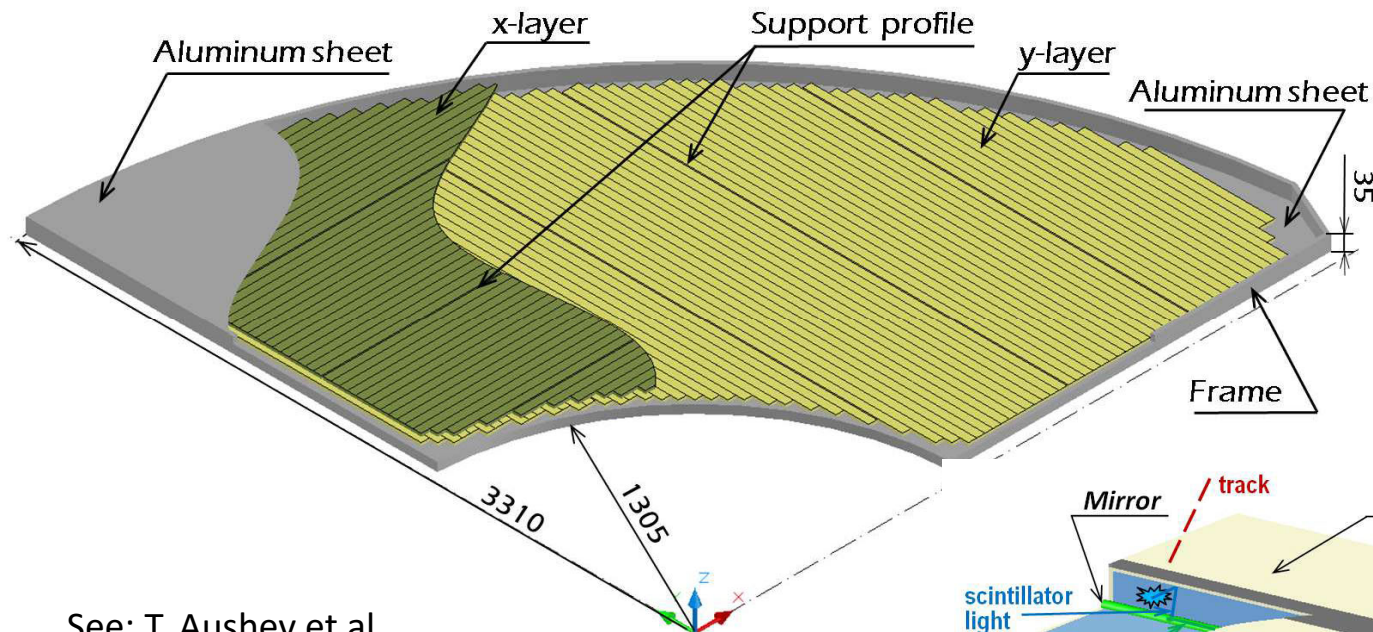 x-layer
Support profile
Aluminum sheet
y-layer
Aluminum sheet
35
Frame
3310
1305
z
x
track
Mirror
scintillator
light
See: T. Aushev et al